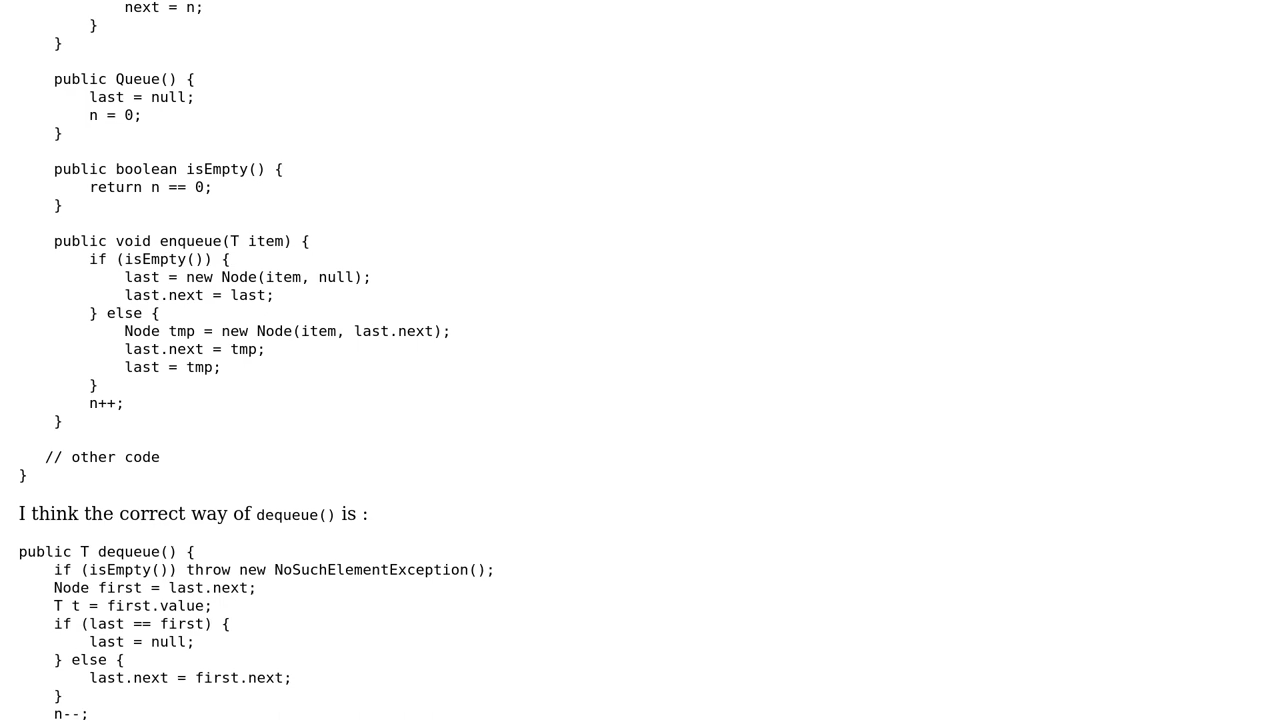 next = n;
        }
    }

    public Queue() {
        last = null;
        n = 0;
    }

    public boolean isEmpty() {
        return n == 0;
    }

    public void enqueue(T item) {
        if (isEmpty()) {
            last = new Node(item, null);
            last.next = last;
        } else {
            Node tmp = new Node(item, last.next);
            last.next = tmp;
            last = tmp;
        }
        n++;
    }

   // other code
}
I think the correct way of dequeue() is :
public T dequeue() {
    if (isEmpty()) throw new NoSuchElementException();
    Node first = last.next;
    T t = first.value;
    if (last == first) {
        last = null;
    } else {
        last.next = first.next;
    }
    n--;